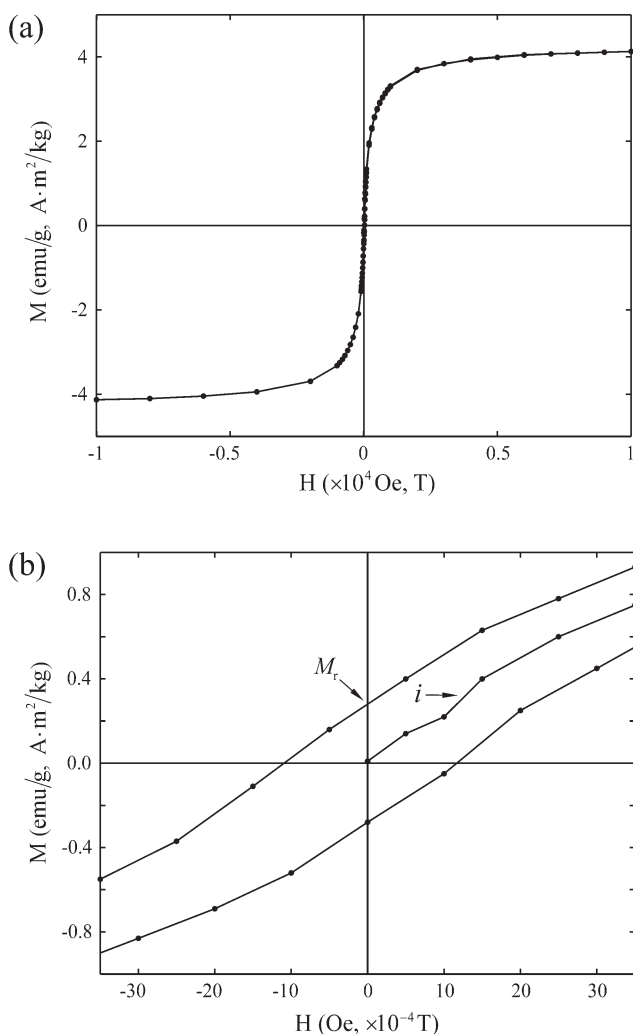 (a)
4
2
0
-2
-4
M (emu/g, A·m²/kg)
-1
-0.5
0
0.5
1
H (×10⁴ Oe, T)
(b)
0.8
0.4
0.0
-0.4
-0.8
M (emu/g, A·m²/kg)
Mᵣ
i
-30
-20
-10
0
10
20
30
H (Oe, ×10⁻⁴ T)